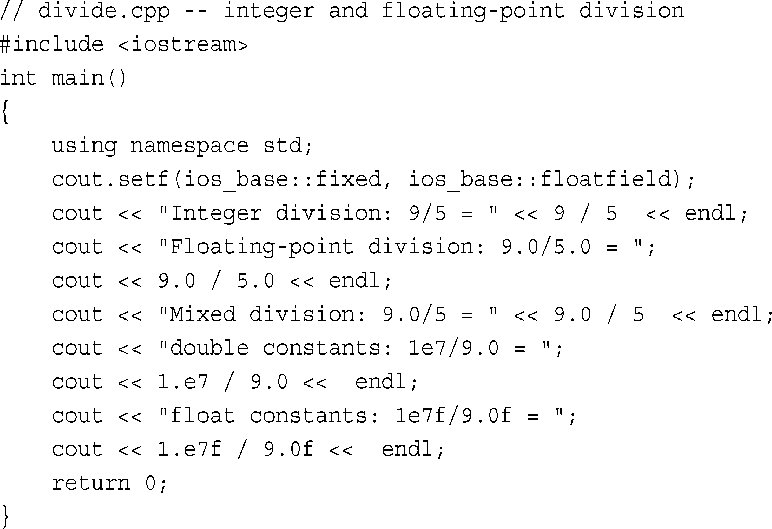 // divide.cpp -- integer and floating-point division
#include <iostream>
int main()
{
    using namespace std;
    cout.setf(ios_base::fixed, ios_base::floatfield);
    cout << "Integer division: 9/5 = " << 9 / 5  << endl;
    cout << "Floating-point division: 9.0/5.0 = ";
    cout << 9.0 / 5.0 << endl;
    cout << "Mixed division: 9.0/5 = " << 9.0 / 5  << endl;
    cout << "double constants: 1e7/9.0 = ";
    cout << 1.e7 / 9.0 <<  endl;
    cout << "float constants: 1e7f/9.0f = ";
    cout << 1.e7f / 9.0f <<  endl;
    return 0;
}